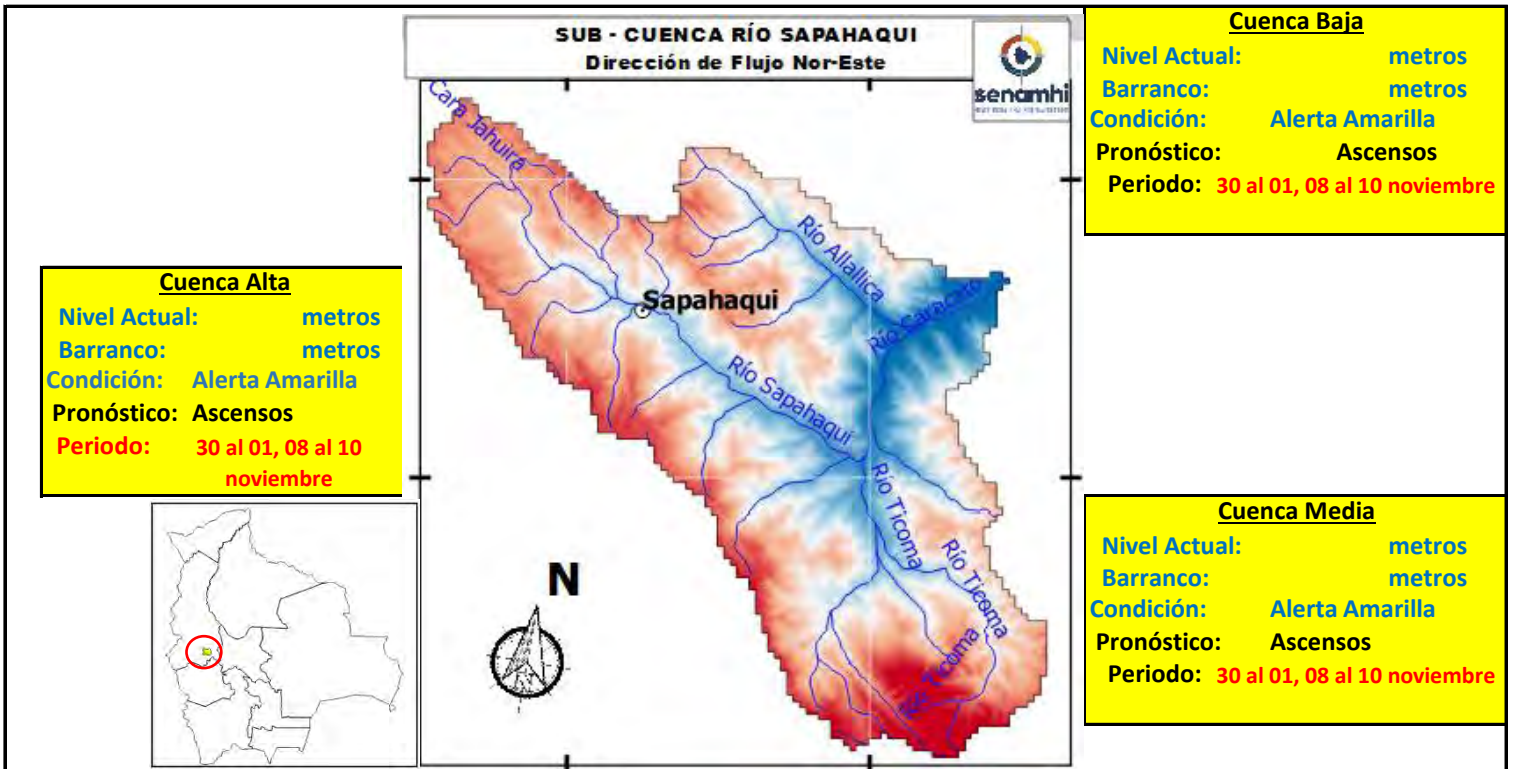 SUB - CUENCA RÍO SAPAHAQUI
Dirección de Flujo Nor-Este
senamhi
Cuenca Baja
Nivel Actual: metros
Barranco: metros
Condición: Alerta Amarilla
Pronóstico: Ascensos
Periodo: 30 al 01, 08 al 10 noviembre
Cuenca Alta
Nivel Actual: metros
Barranco: metros
Condición: Alerta Amarilla
Pronóstico: Ascensos
Periodo: 30 al 01, 08 al 10
noviembre
Cara Jahuira
Río Allallica
Sapahaqui
Río Caracato
Río Sapahaqui
Río Ticoma
Río Ticoma
Río Ticoma
N
Cuenca Media
Nivel Actual: metros
Barranco: metros
Condición: Alerta Amarilla
Pronóstico: Ascensos
Periodo: 30 al 01, 08 al 10 noviembre